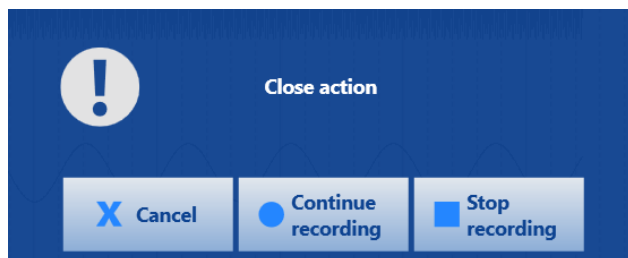 Close action
X Cancel
Continue
recording
Stop
recording